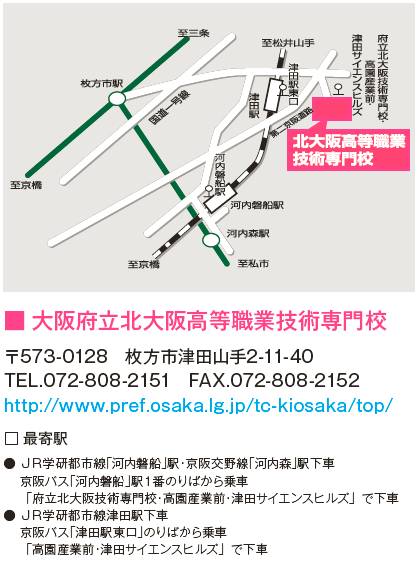 至三条
至松井山手
府立北大阪技術専門校・
高園産業前・
津田サイエンスヒルズ
枚方市駅
国道一号線
津田駅東口
津田駅
第二京阪道路
北大阪高等職業
技術専門校
河内磐船駅
至京橋
河内磐船駅
河内森駅
至京橋
至私市
■ 大阪府立北大阪高等職業技術専門校
〒573-0128　枚方市津田山手2-11-40
TEL.072-808-2151　FAX.072-808-2152
http://www.pref.osaka.lg.jp/tc-kiosaka/top/
□ 最寄駅
● JR学研都市線「河内磐船」駅・京阪交野線「河内森」駅下車
京阪バス「河内磐船」駅1番のりばから乗車
「府立北大阪技術専門校・高園産業前・津田サイエンスヒルズ」で下車
● JR学研都市線津田駅下車
京阪バス「津田駅東口」のりばから乗車
「高園産業前・津田サイエンスヒルズ」で下車